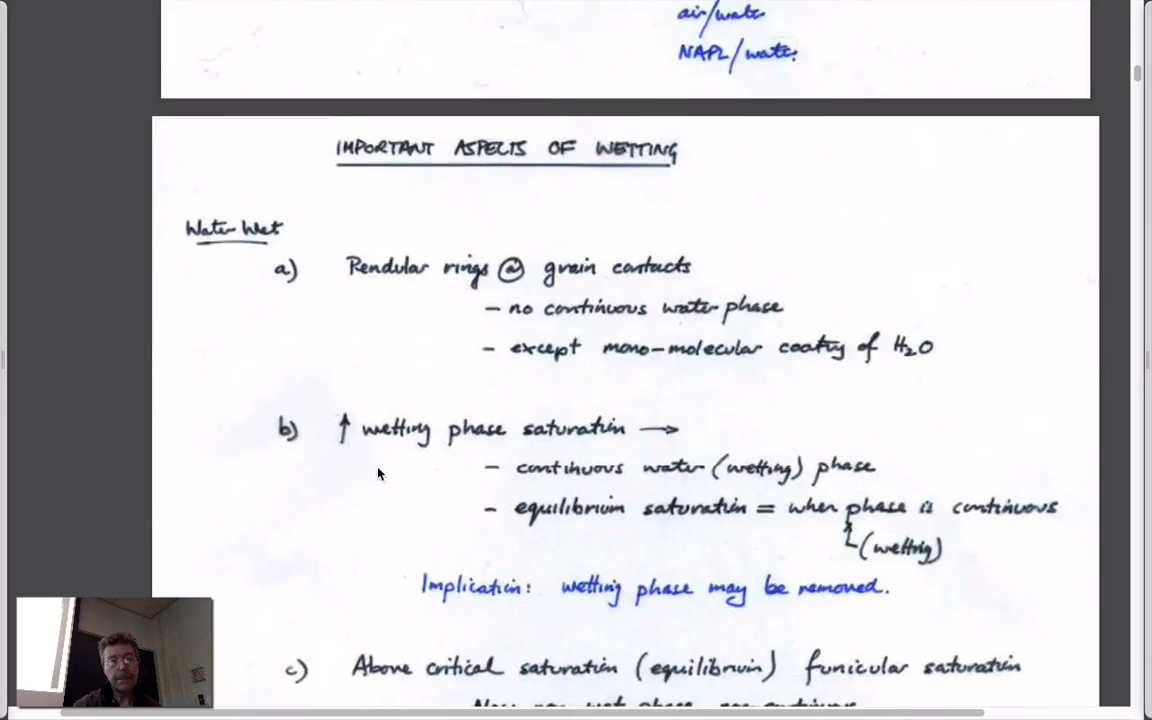 air/water
NAPL/water.
IMPORTANT ASPECTS OF WETTING
Water Wet
a) Pendular rings @ grain contacts
- no continuous water phase
- except mono-molecular coating of H₂O
b) ↑ wetting phase saturation →
- continuous water (wetting) phase
- equilibrium saturation = when phase is continuous
(wetting)
Implication: wetting phase may be removed.
c) Above critical saturation (equilibrium) funicular saturation